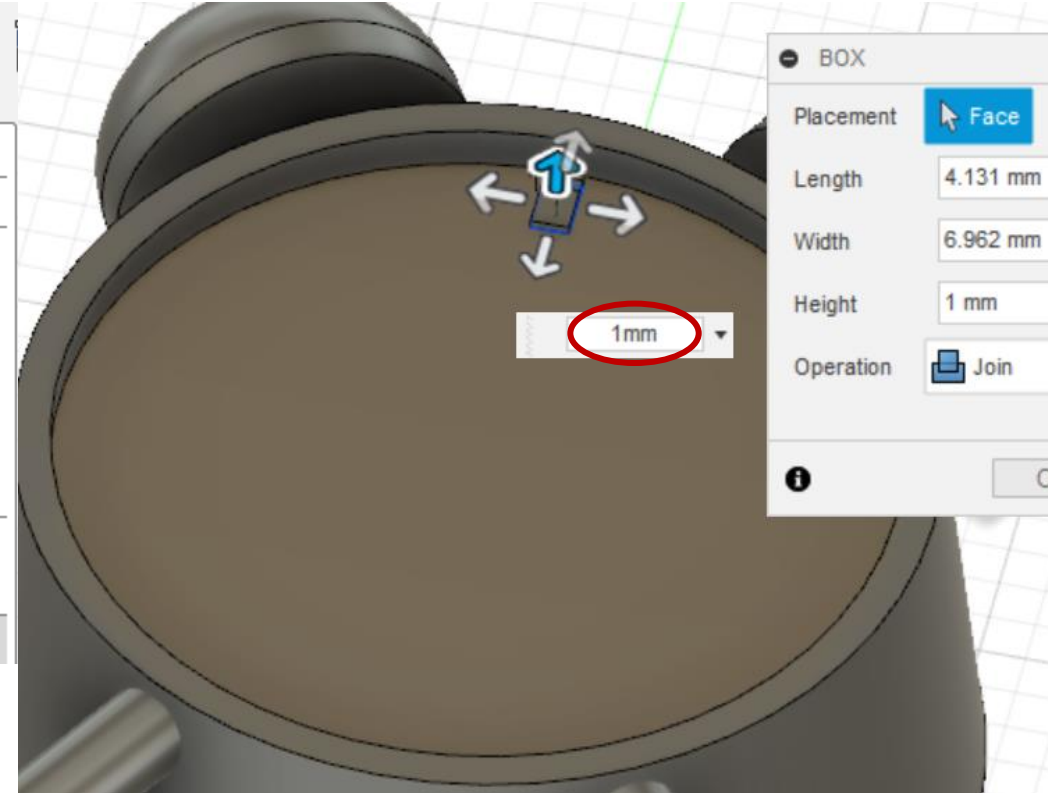 BOX
Placement Face
Length 4.131 mm
Width 6.962 mm
Height 1 mm
Operation Join
1mm